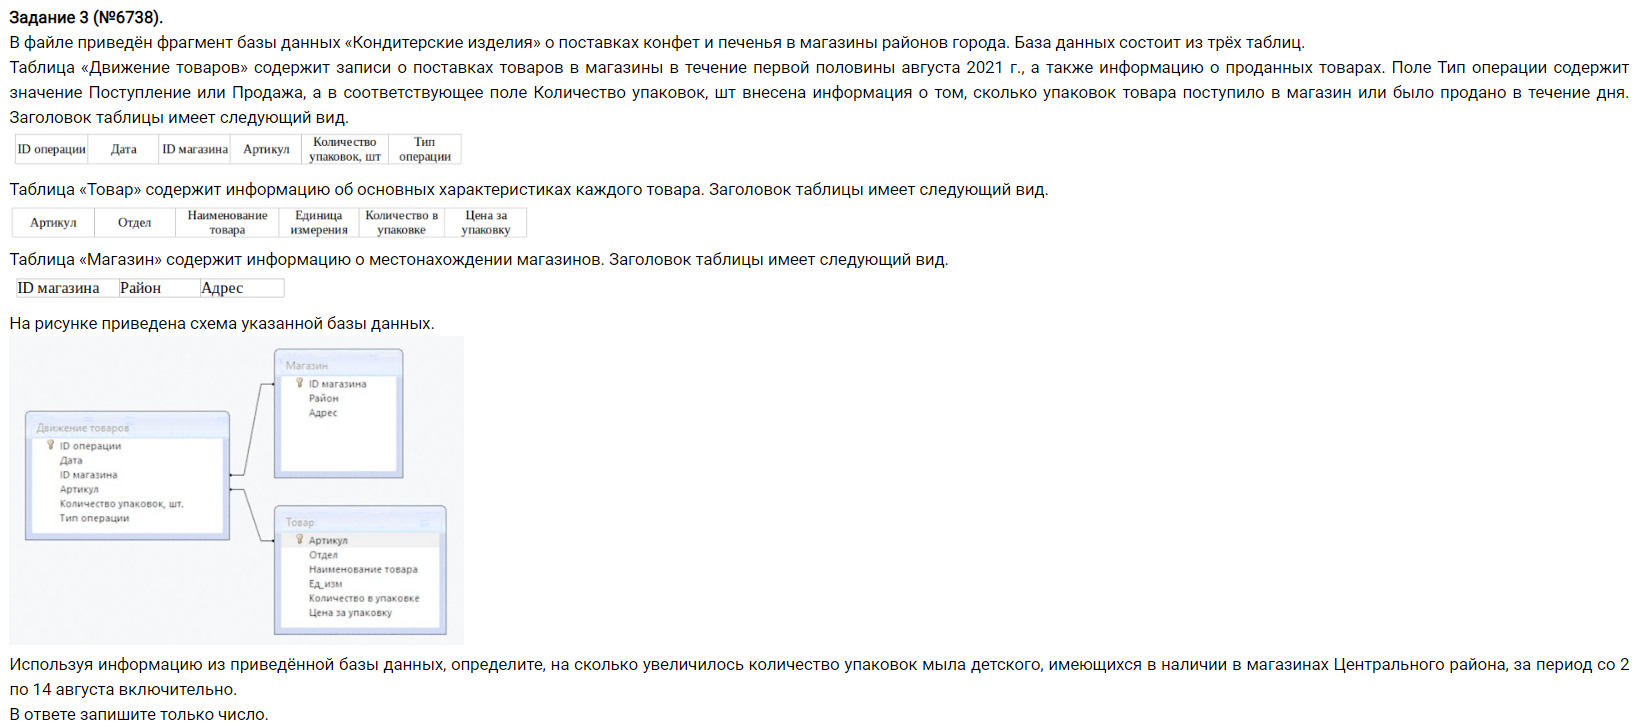 Задание 3 (№6738).
В файле приведён фрагмент базы данных «Кондитерские изделия» о поставках конфет и печенья в магазины районов города. База данных состоит из трёх таблиц.
Таблица «Движение товаров» содержит записи о поставках товаров в магазины в течение первой половины августа 2021 г., а также информацию о проданных товарах. Поле Тип операции содержит
значение Поступление или Продажа, а в соответствующее поле Количество упаковок, шт внесена информация о том, сколько упаковок товара поступило в магазин или было продано в течение дня.
Заголовок таблицы имеет следующий вид.
ID операции Дата ID магазина Артикул Количество упаковок, шт Тип операции
Таблица «Товар» содержит информацию об основных характеристиках каждого товара. Заголовок таблицы имеет следующий вид.
Артикул Отдел Наименование товара Единица измерения Количество в упаковке Цена за упаковку
Таблица «Магазин» содержит информацию о местонахождении магазинов. Заголовок таблицы имеет следующий вид.
ID магазина Район Адрес
На рисунке приведена схема указанной базы данных.
Магазин
ID магазина
Район
Адрес
Движение товаров
ID операции
Дата
ID магазина
Артикул
Количество упаковок, шт.
Тип операции
Товар
Артикул
Отдел
Наименование товара
Ед_изм
Количество в упаковке
Цена за упаковку
Используя информацию из приведённой базы данных, определите, на сколько увеличилось количество упаковок мыла детского, имеющихся в наличии в магазинах Центрального района, за период со 2
по 14 августа включительно.
В ответе запишите только число.